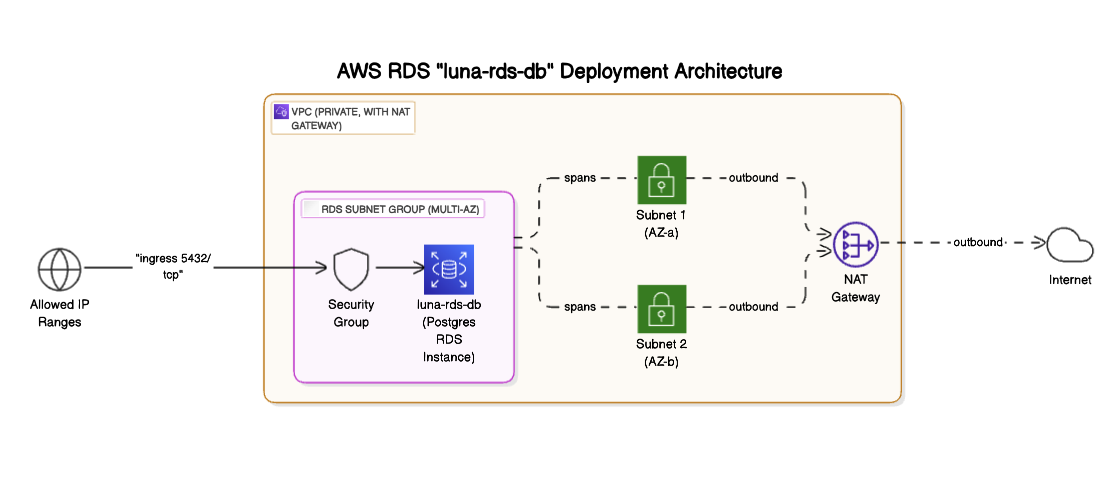 AWS RDS "luna-rds-db" Deployment Architecture
VPC (PRIVATE, WITH NAT
GATEWAY)
RDS SUBNET GROUP (MULTI-AZ)
"ingress 5432/
tcp"
Allowed IP
Ranges
Security
Group
luna-rds-db
(Postgres
RDS
Instance)
spans
spans
Subnet 1
(AZ-a)
Subnet 2
(AZ-b)
outbound
outbound
NAT
Gateway
outbound
Internet